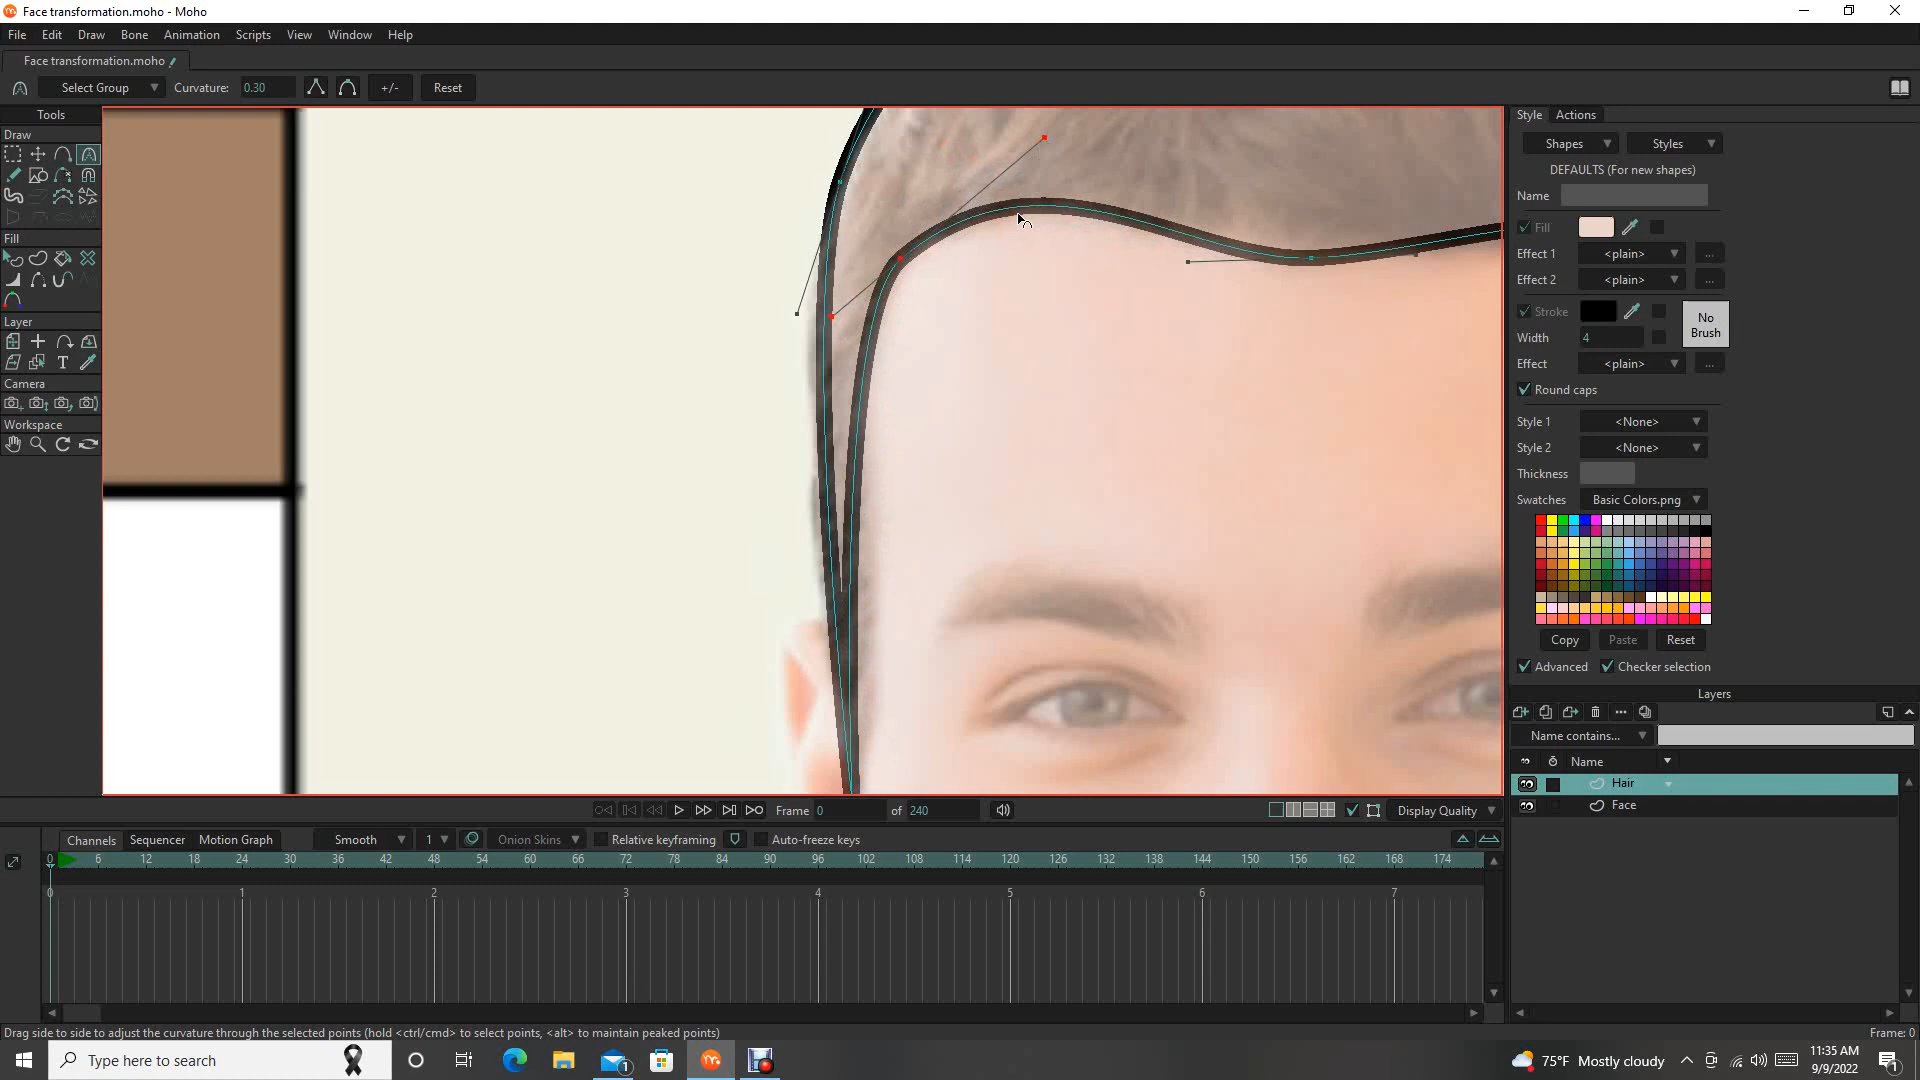 Face transformation.moho - Moho
File Edit Draw Bone Animation Scripts View Window Help
Face transformation.moho
Select Group Curvature: 0.30 +/- Reset
Tools
Draw
Fill
Layer
T
Camera
Workspace
Style Actions
Shapes Styles
DEFAULTS (For new shapes)
Name
Fill
Effect 1 <plain> ...
Effect 2 <plain> ...
Stroke
No
Brush
Width 4
Effect <plain> ...
Round caps
Style 1 <None>
Style 2 <None>
Thickness
Swatches Basic Colors.png
Copy Paste Reset
Advanced Checker selection
Layers
Name contains...
Name
Hair
Face
Frame 0 of 240 Display Quality
Channels Sequencer Motion Graph Smooth 1 Onion Skins Relative keyframing Auto-freeze keys
0 6 12 18 24 30 36 42 48 54 60 66 72 78 84 90 96 102 108 114 120 126 132 138 144 150 156 162 168 174
0 1 2 3 4 5 6 7
Drag side to side to adjust the curvature through the selected points (hold <ctrl/cmd> to select points, <alt> to maintain peaked points) Frame: 0
Type here to search 1 75°F Mostly cloudy 11:35 AM
9/9/2022 1